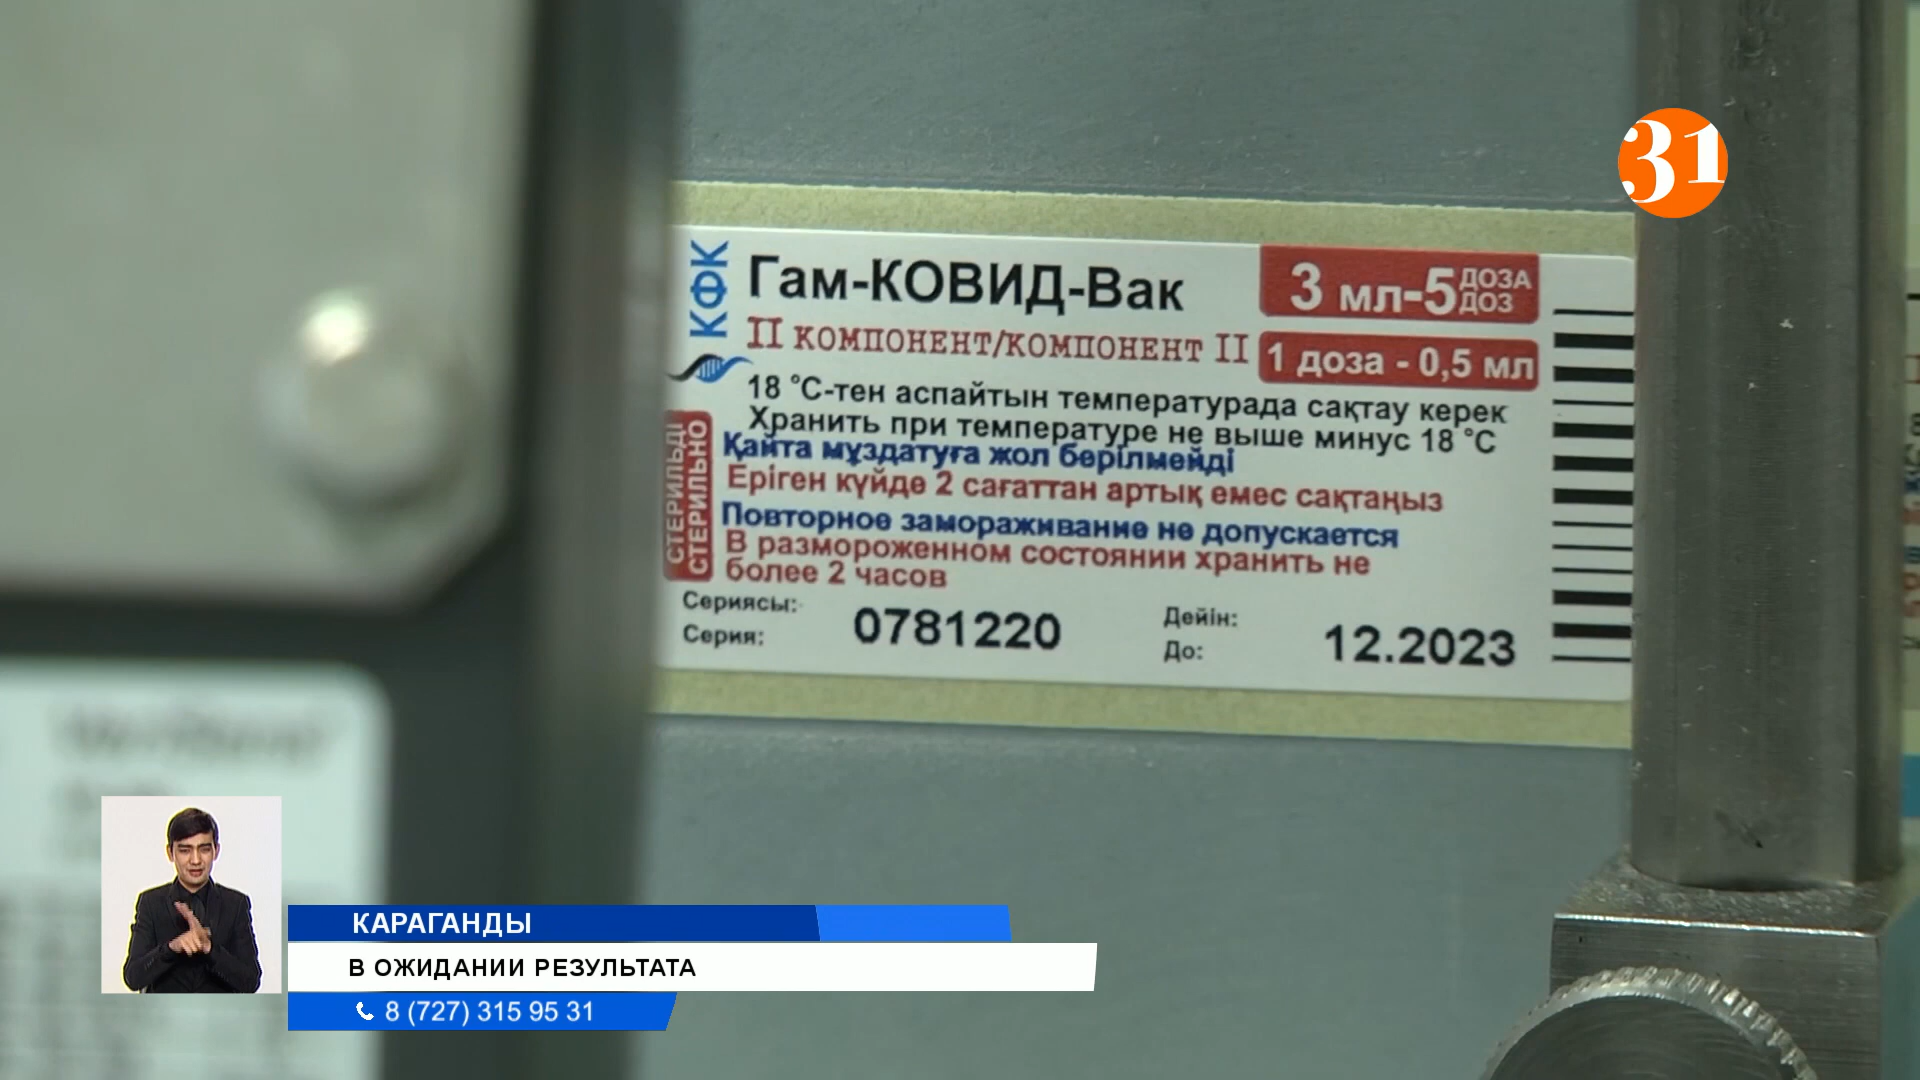 31
КФК
Гам-КОВИД-Вак
3 мл-5 ДОЗА
ДОЗ
II КОМПОНЕНТ/КОМПОНЕНТ II
1 доза - 0,5 мл
18 °С-тен аспайтын температурада сақтау керек
Хранить при температуре не выше минус 18 °С
Қайта мұздатуға жол берілмейді
Еріген күйде 2 сағаттан артық емес сақтаңыз
Повторное замораживание не допускается
В размороженном состоянии хранить не
более 2 часов
СТЕРИЛЬДІ
СТЕРИЛЬНО
Сериясы:
Серия:
0781220
Дейін:
До:
12.2023
КАРАГАНДЫ
В ОЖИДАНИИ РЕЗУЛЬТАТА
8 (727) 315 95 31